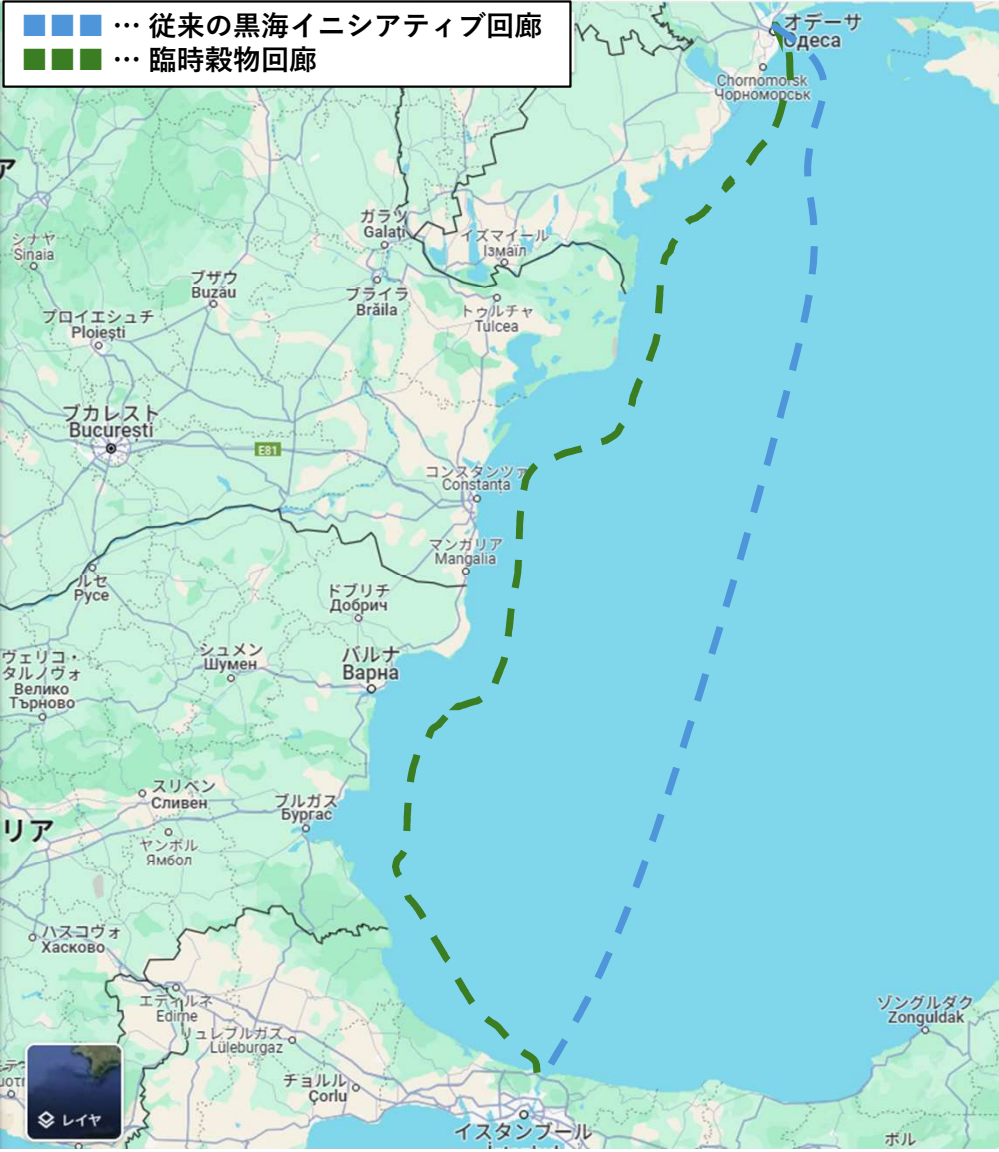 … 従来の黒海イニシアティブ回廊
… 臨時穀物回廊
オデーサ
Одеса
Chornomorsk
Чорноморськ
ア
シナヤ
Sinaia
ガラツ
Galați
イズマイール
Ізмаїл
ブザウ
Buzău
ブライラ
Brăila
トゥルチャ
Tulcea
プロイエシュチ
Ploiești
ブカレスト
București
E81
コンスタンツァ
Constanța
マンガリア
Mangalia
ルセ
Русе
ドブリチ
Добрич
シュメン
Шумен
バルナ
Варна
ヴェリコ・
タルノヴォ
Велико
Търново
スリベン
Сливен
ブルガス
Бургас
リア
ヤンボル
Ямбол
ハスコヴォ
Хасково
エディルネ
Edirne
リュレブルガズ
Lüleburgaz
ゾングルダク
Zonguldak
チョルル
Çorlu
レイヤ
イスタンブール
ボル